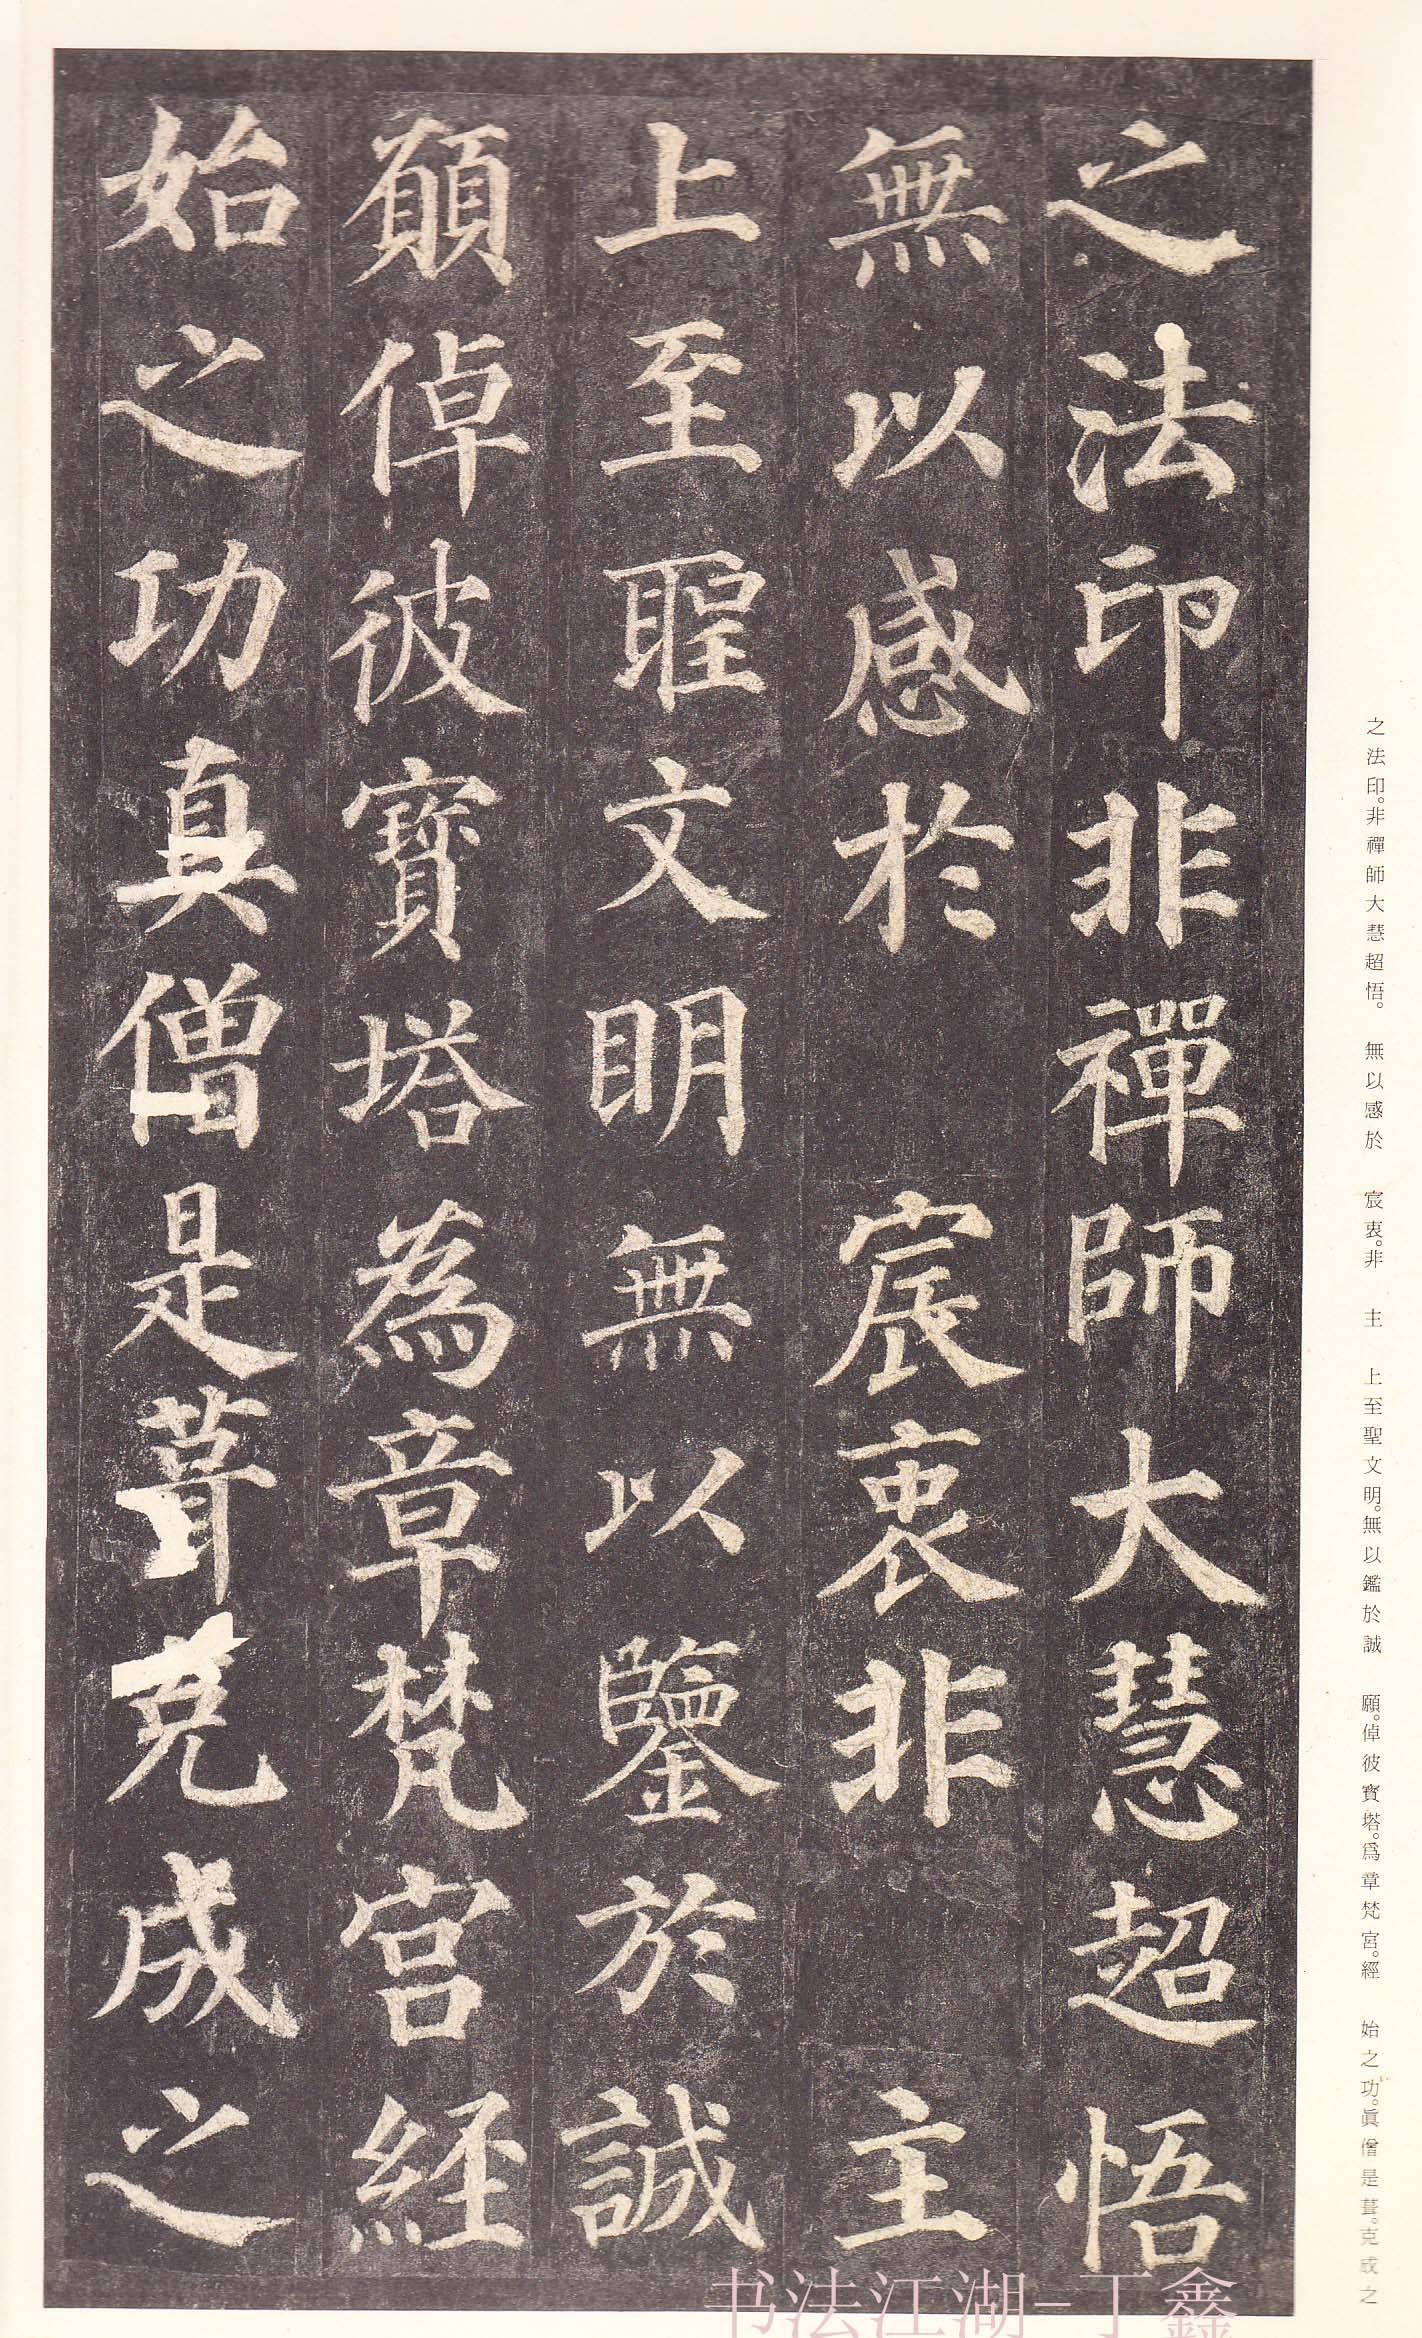 之法印非禪師大慧超悟
無以感於 宸衷非 主
上至聖文明無以鑒於誠
願倬彼寶塔為章梵宮經
始之功真僧是葺克成之
之法印。非禪師大慧超悟。 無以感於 宸衷。非 主 上至聖文明。無以鑑於誠 願。倬彼寶塔。爲章梵宮。經 始之功。眞僧是葺。克成之
书法江湖-丁鑫